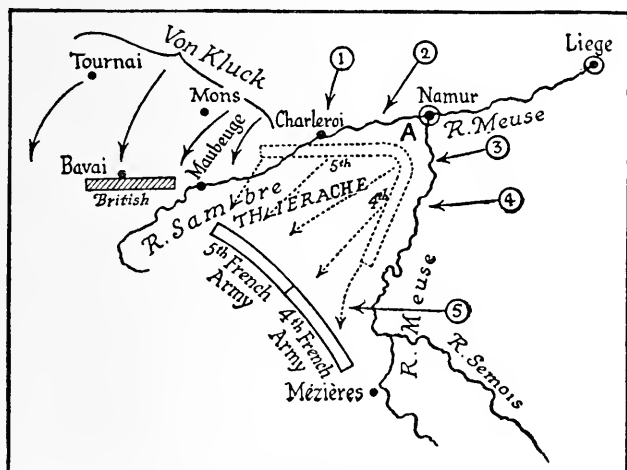 Von Kluck
Tournai
1
2
Liege
Mons
Charleroi
Namur
A
R. Meuse
Maubeuge
3
Bavai
British
5th
4th
R. Sambre
THIERACHE
4
5th French
Army
4th French
Army
5
R. Meuse
R. Semois
Mézières